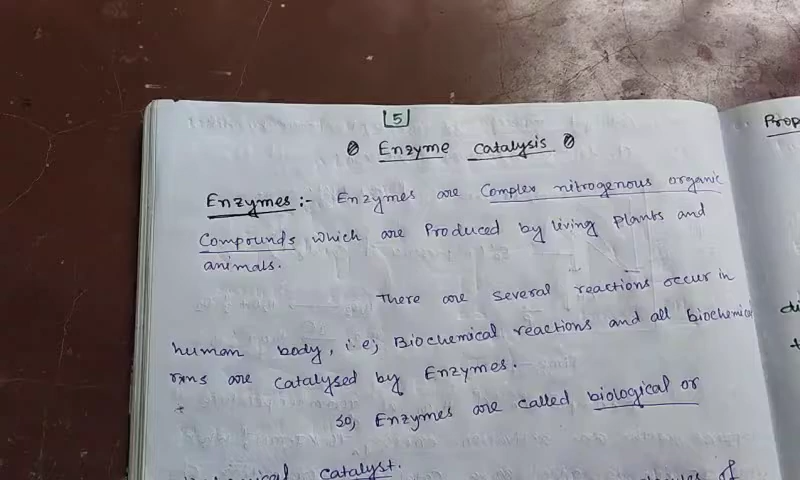 5
Enzyme catalysis
Enzymes :- Enzymes are complex nitrogenous organic
compounds which are produced by living plants and
animals.
There are several reactions occur in
human body, i.e; Biochemical reactions and all biochemical
rxns are catalysed by Enzymes.
so, Enzymes are called biological or
catalyst.
of
Prop
di
t